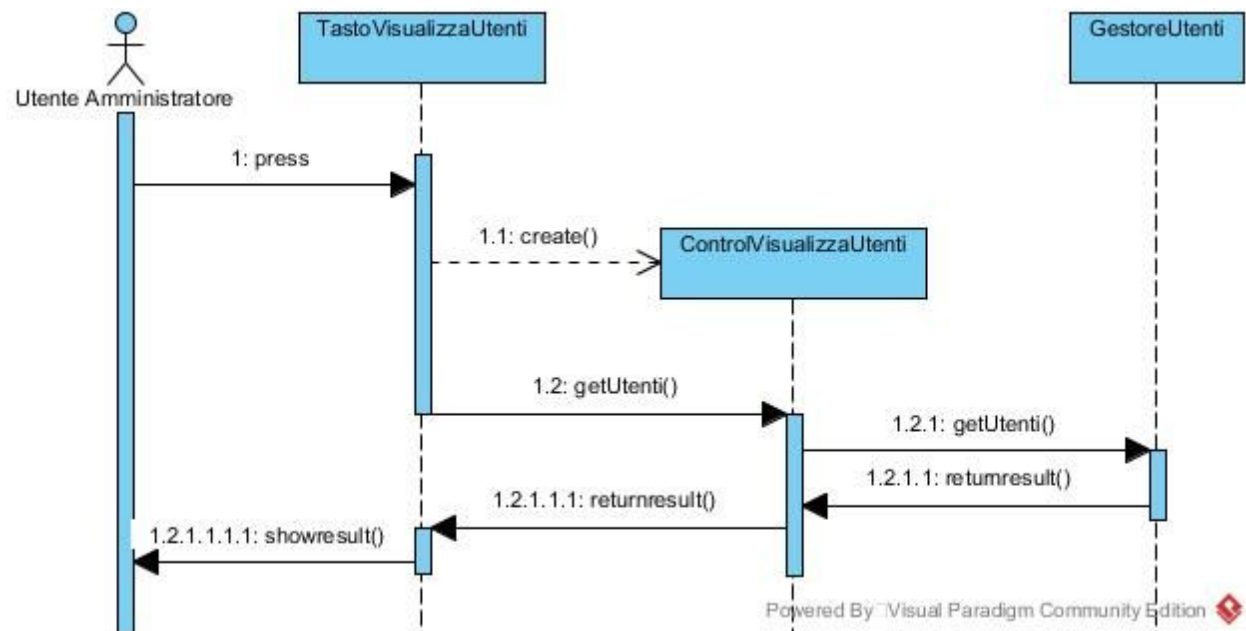 TastoVisualizzaUtenti
GestoreUtenti
Utente Amministratore
1: press
1.1: create()
ControlVisualizzaUtenti
1.2: getUtenti()
1.2.1: getUtenti()
1.2.1.1: returnresult()
1.2.1.1.1: returnresult()
1.2.1.1.1.1: showresult()
Powered By Visual Paradigm Community Edition